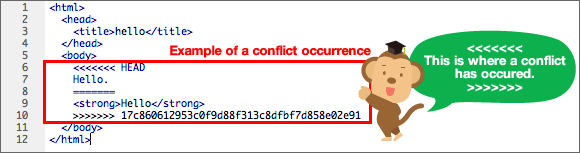 1 <html>
2 <head>
3 <title>hello</title>
4 </head>
5 <body>
Example of a conflict occurrence
6 <<<<<<< HEAD
7 Hello.
8 =======
9 <strong>Hello</strong>
10 >>>>>>> 17c860612953c0f9d88f313c8dfbf7d858e02e91
11 </body>
12 </html>
<<<<<<<
This is where a conflict
has occured.
>>>>>>>